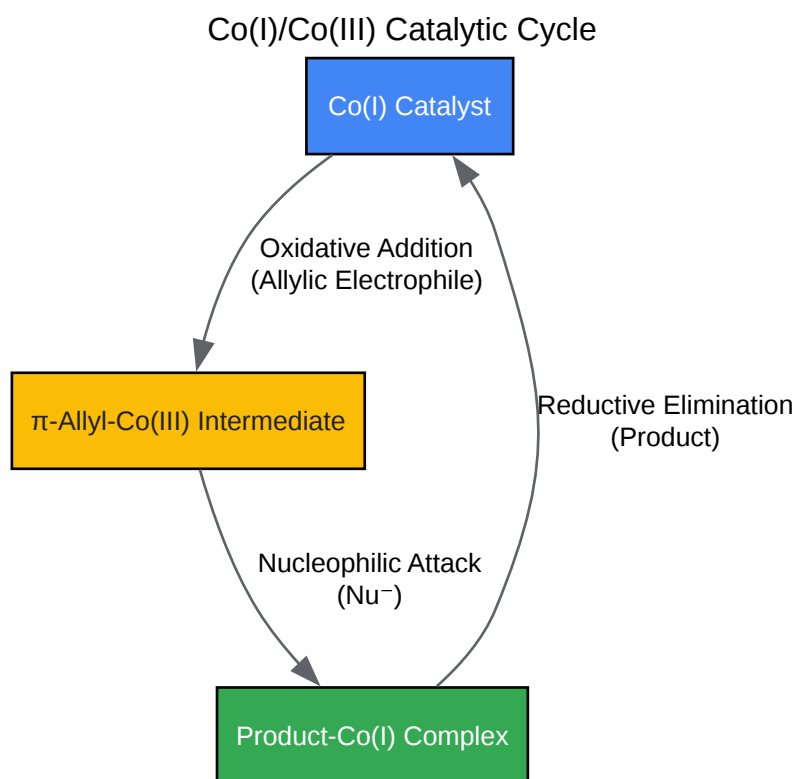 Co(I)/Co(III) Catalytic Cycle
Co(I) Catalyst
Oxidative Addition
(Allylic Electrophile)
π-Allyl-Co(III) Intermediate
Reductive Elimination
(Product)
Nucleophilic Attack
(Nu⁻)
Product-Co(I) Complex